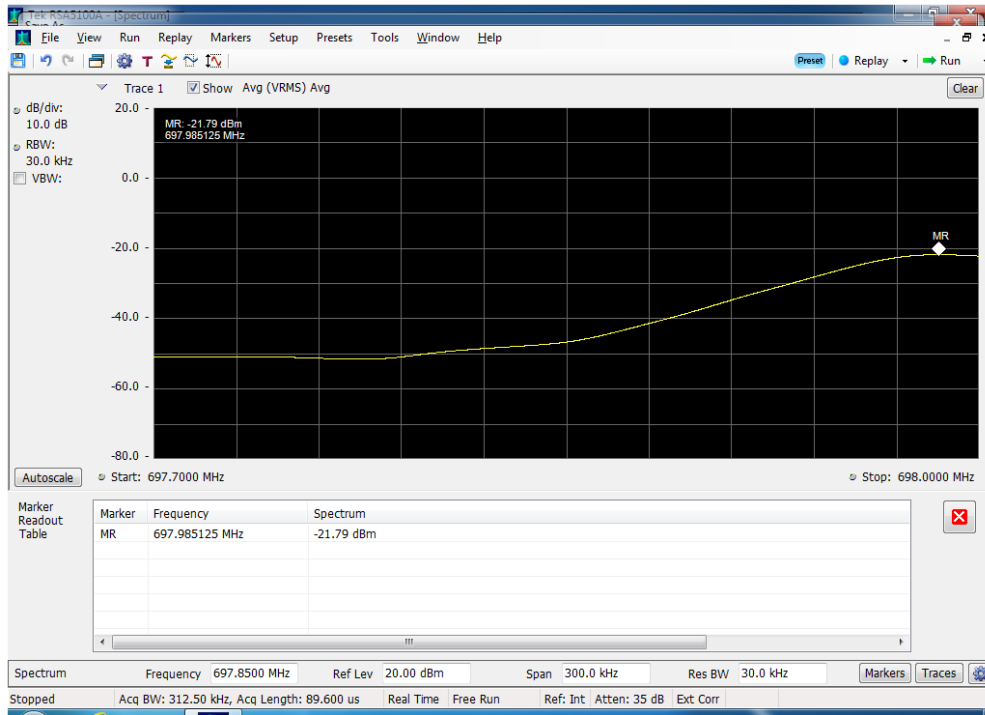 Tek RSA5100A - [Spectrum]
Save As
File View Run Replay Markers Setup Presets Tools Window Help
T Preset Replay Run
Trace 1 Show Avg (VRMS) Avg Clear
dB/div:
10.0 dB
RBW:
30.0 kHz
VBW:
20.0
MR: -21.79 dBm
697.985125 MHz
0.0
MR
-20.0
-40.0
-60.0
-80.0
Autoscale Start: 697.7000 MHz Stop: 698.0000 MHz
Marker
Readout
Table
Marker Frequency Spectrum
MR 697.985125 MHz -21.79 dBm
Spectrum Frequency 697.8500 MHz Ref Lev 20.00 dBm Span 300.0 kHz Res BW 30.0 kHz Markers Traces
Stopped Acq BW: 312.50 kHz, Acq Length: 89.600 us Real Time Free Run Ref: Int Atten: 35 dB Ext Corr